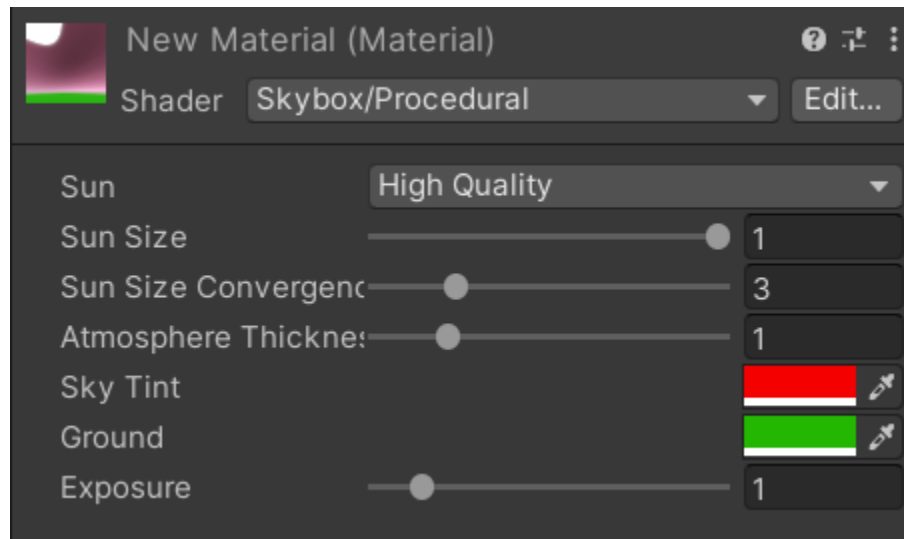 New Material (Material)
Shader Skybox/Procedural Edit...
Sun High Quality
Sun Size 1
Sun Size Convergenc 3
Atmosphere Thicknes 1
Sky Tint
Ground
Exposure 1